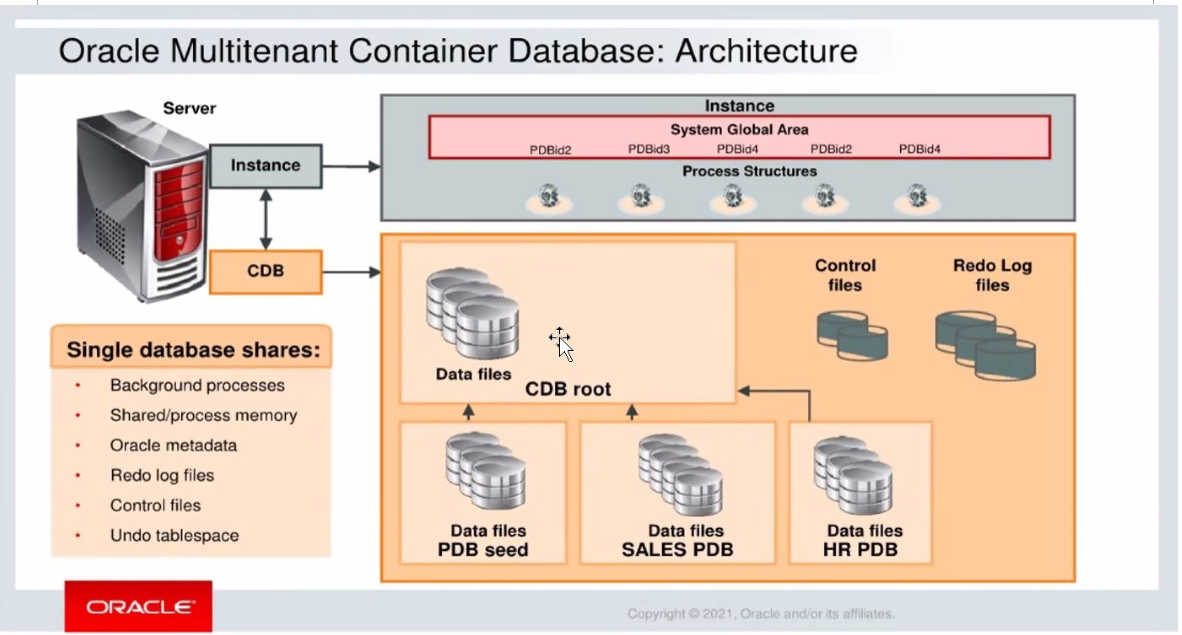 Oracle Multitenant Container Database: Architecture
Server
Instance
CDB
Instance
System Global Area
PDBid2 PDBid3 PDBid4 PDBid2 PDBid4
Process Structures
Single database shares:
• Background processes
• Shared/process memory
• Oracle metadata
• Redo log files
• Control files
• Undo tablespace
Data files
CDB root
Control
files
Redo Log
files
Data files
PDB seed
Data files
SALES PDB
Data files
HR PDB
ORACLE
Copyright © 2021, Oracle and/or its affiliates.